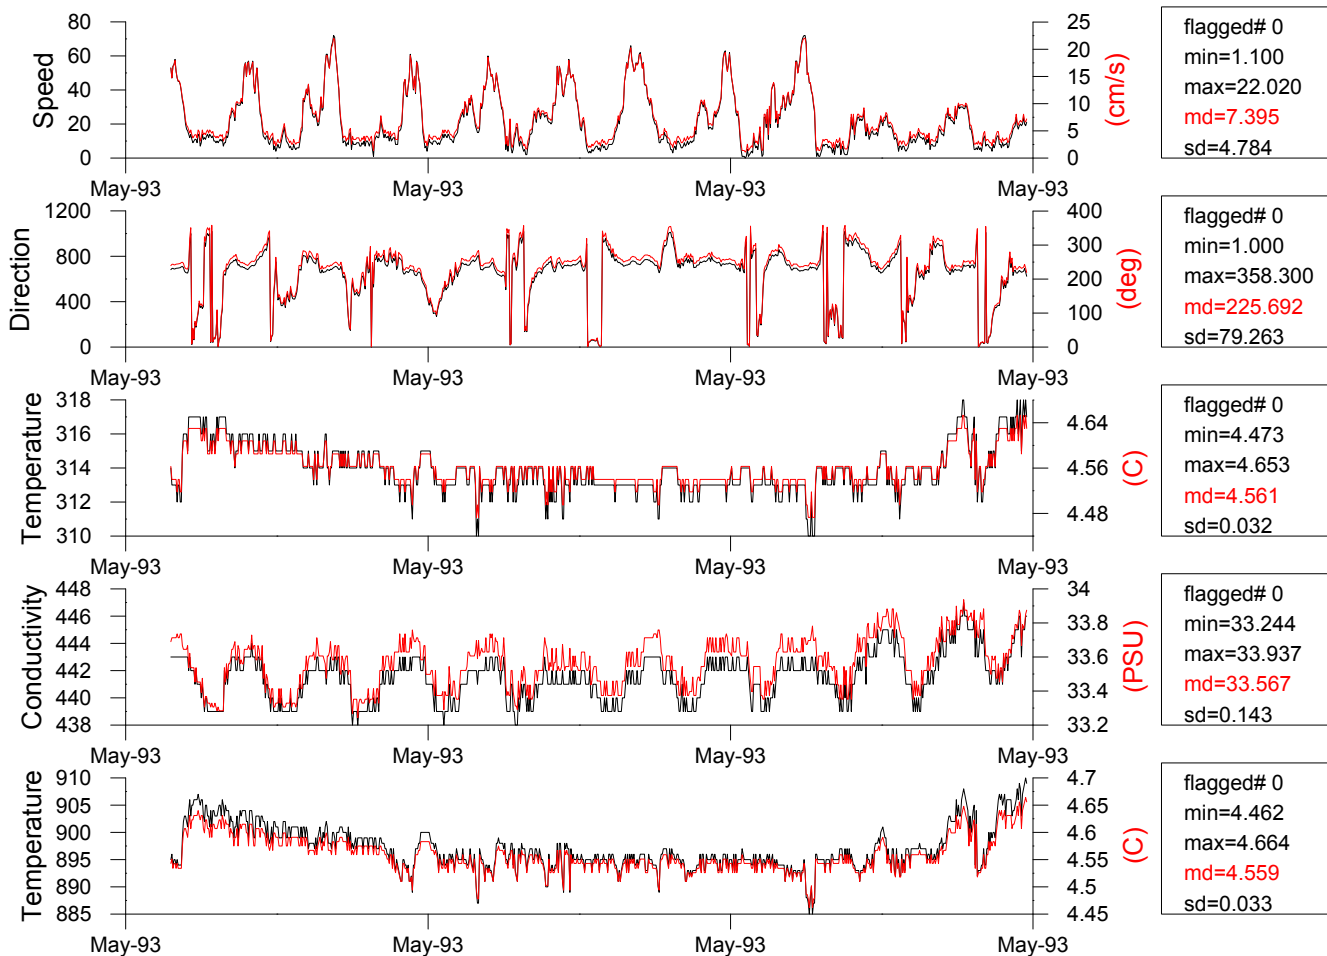 80
60
40
20
0
Speed
25
20
15
10
5
0
(cm/s)
May-93 May-93 May-93 May-93
flagged# 0
min=1.100
max=22.020
md=7.395
sd=4.784
1200
800
400
0
Direction
400
300
200
100
0
(deg)
May-93 May-93 May-93 May-93
flagged# 0
min=1.000
max=358.300
md=225.692
sd=79.263
318
316
314
312
310
Temperature
4.64
4.56
4.48
(C)
May-93 May-93 May-93 May-93
flagged# 0
min=4.473
max=4.653
md=4.561
sd=0.032
448
446
444
442
440
438
Conductivity
34
33.8
33.6
33.4
33.2
(PSU)
May-93 May-93 May-93 May-93
flagged# 0
min=33.244
max=33.937
md=33.567
sd=0.143
910
905
900
895
890
885
Temperature
4.7
4.65
4.6
4.55
4.5
4.45
(C)
May-93 May-93 May-93 May-93
flagged# 0
min=4.462
max=4.664
md=4.559
sd=0.033